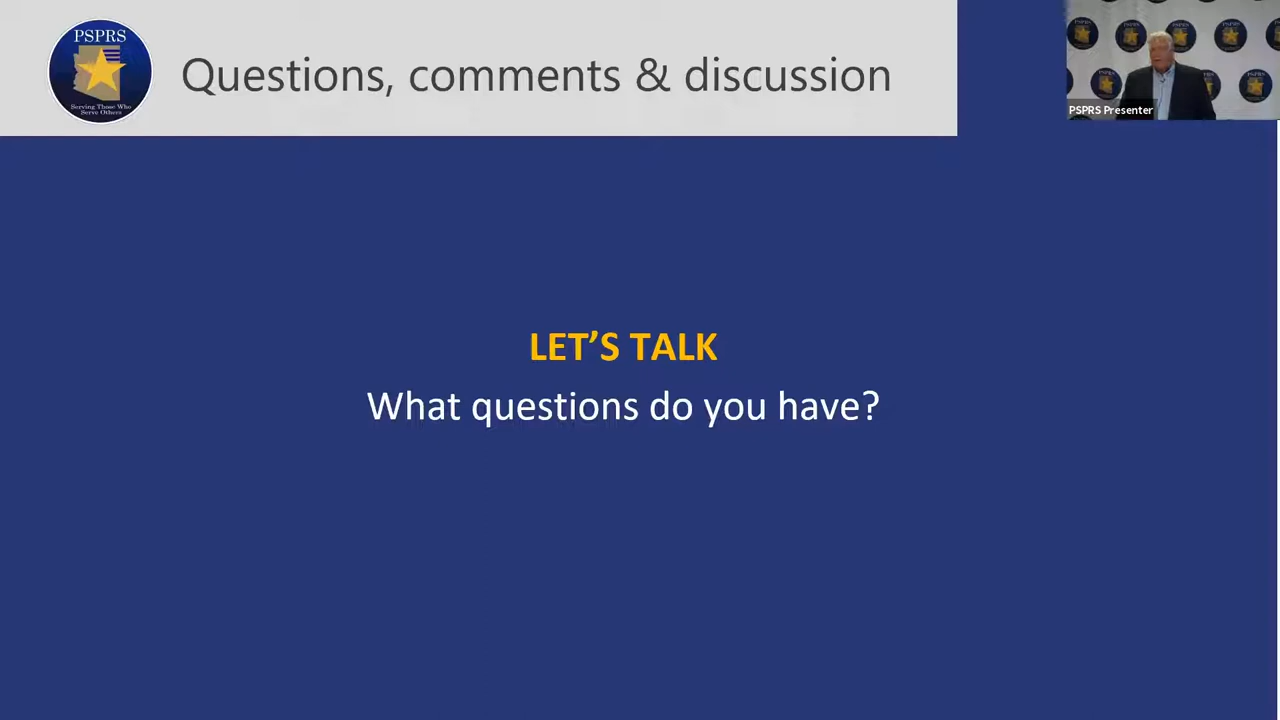 PSPRS
Serving Those Who
Serve Others
Questions, comments & discussion
PSPRS Presenter
LET’S TALK
What questions do you have?